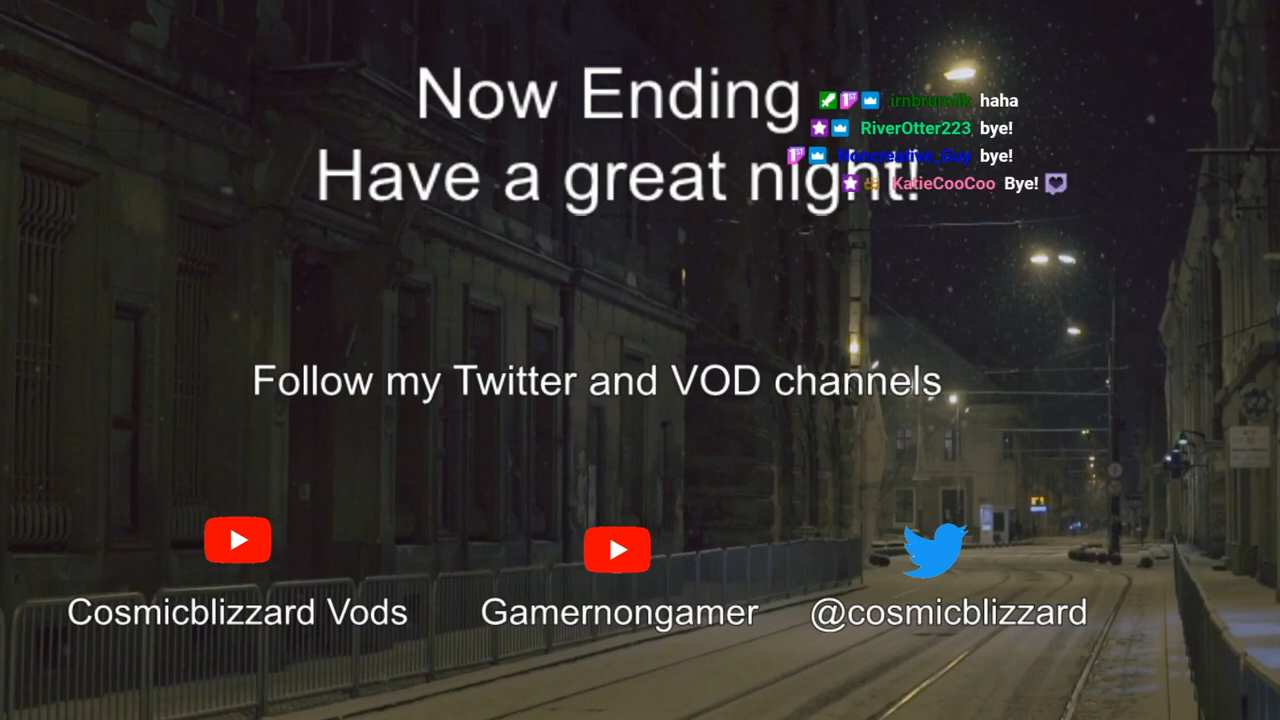 Now Ending
Have a great night!
irnbrumilk haha
RiverOtter223 bye!
Noncreative_Guy bye!
KatieCooCoo Bye!
Follow my Twitter and VOD channels
Cosmicblizzard Vods
Gamernongamer
@cosmicblizzard